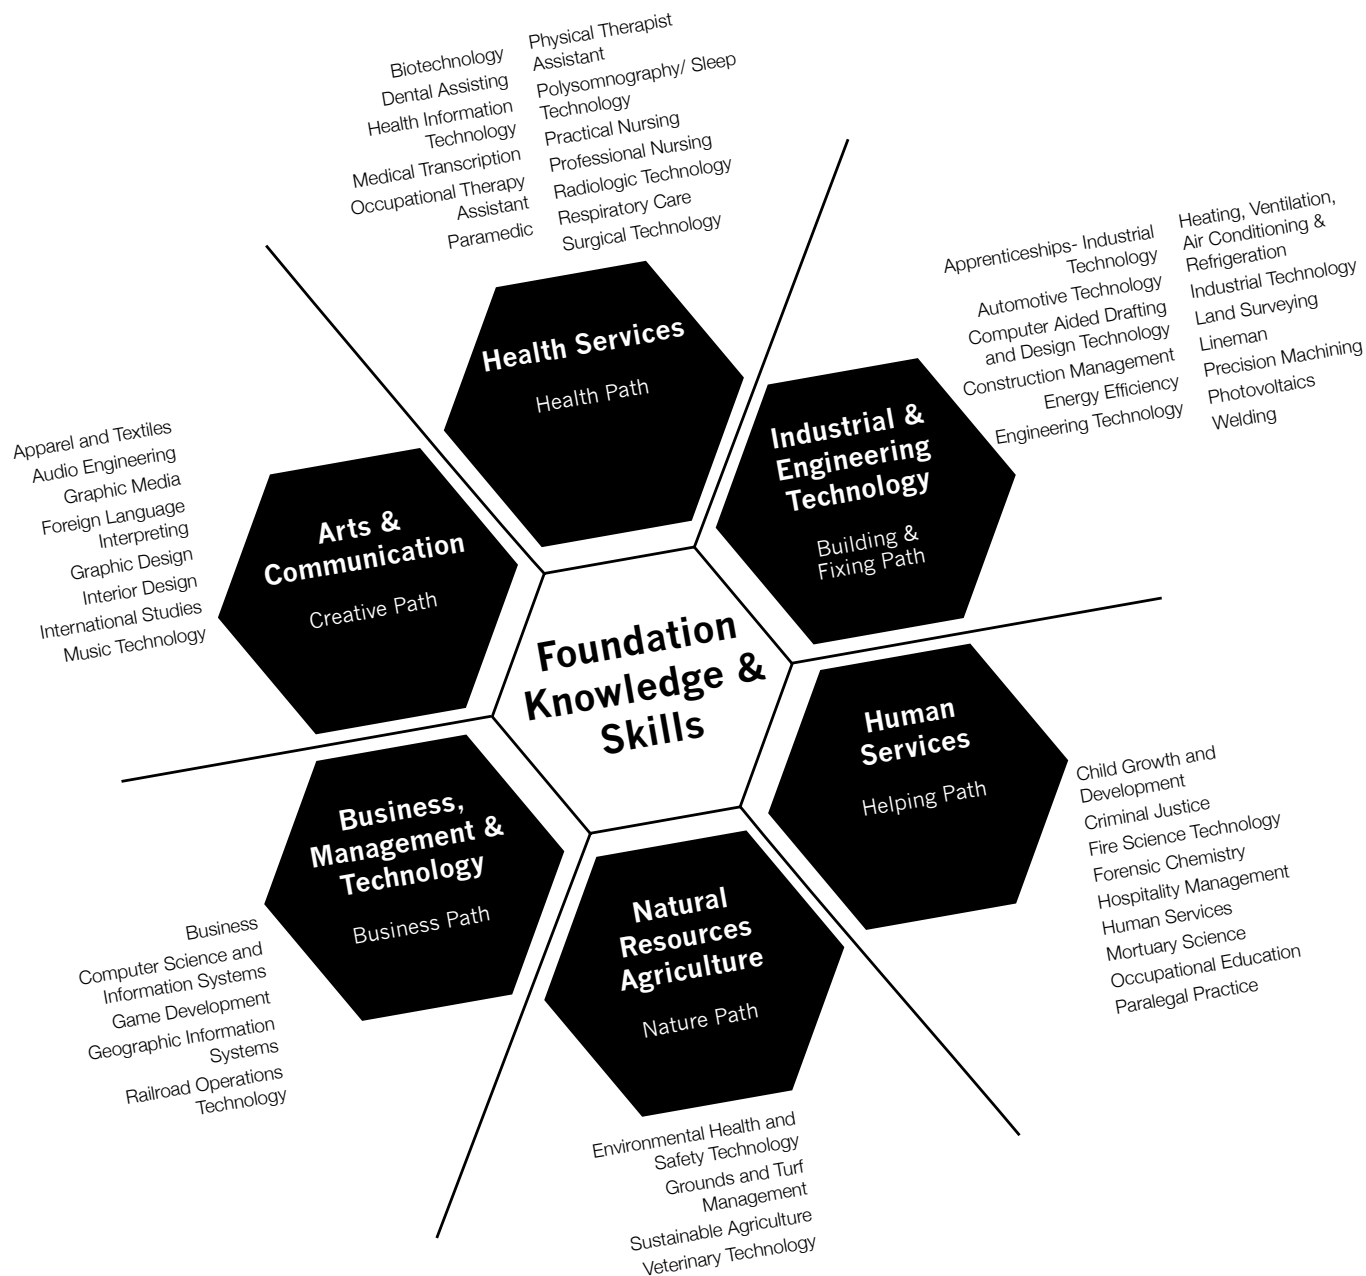 Biotechnology
Dental Assisting
Health Information
Technology
Medical Transcription
Occupational Therapy
Assistant
Paramedic
Physical Therapist
Assistant
Polysomnography/ Sleep
Technology
Practical Nursing
Professional Nursing
Radiologic Technology
Respiratory Care
Surgical Technology
Health Services
Health Path
Apprenticeships- Industrial
Technology
Automotive Technology
Computer Aided Drafting
and Design Technology
Construction Management
Energy Efficiency
Engineering Technology
Heating, Ventilation,
Air Conditioning &
Refrigeration
Industrial Technology
Land Surveying
Lineman
Precision Machining
Photovoltaics
Welding
Industrial &
Engineering
Technology
Building &
Fixing Path
Apparel and Textiles
Audio Engineering
Graphic Media
Foreign Language
Interpreting
Graphic Design
Interior Design
International Studies
Music Technology
Arts &
Communication
Creative Path
Foundation
Knowledge &
Skills
Human
Services
Helping Path
Child Growth and
Development
Criminal Justice
Fire Science Technology
Forensic Chemistry
Hospitality Management
Human Services
Mortuary Science
Occupational Education
Paralegal Practice
Business,
Management &
Technology
Business Path
Business
Computer Science and
Information Systems
Game Development
Geographic Information
Systems
Railroad Operations
Technology
Natural
Resources
Agriculture
Nature Path
Environmental Health and
Safety Technology
Grounds and Turf
Management
Sustainable Agriculture
Veterinary Technology